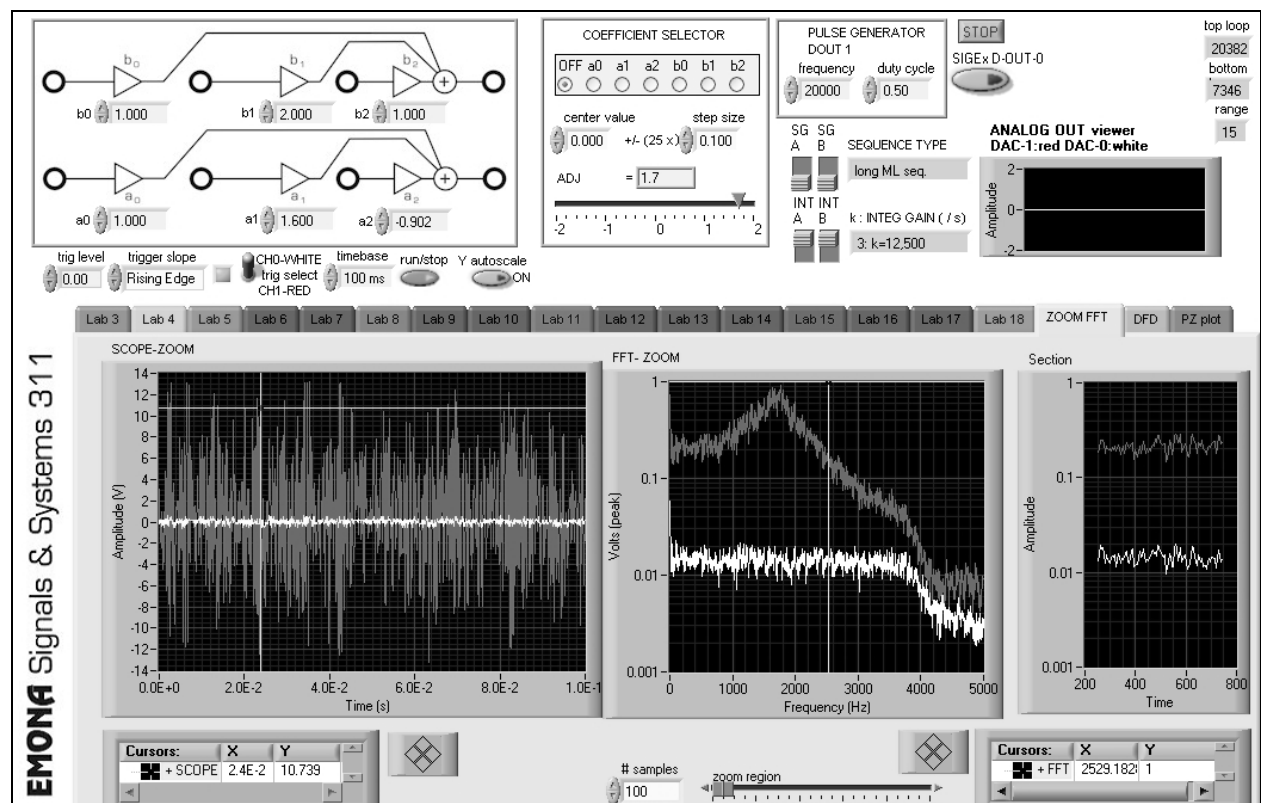 b₀
b₁
b₂
+
b0 1.000
b1 2.000
b2 1.000
a₀
a₁
a₂
+
a0 1.000
a1 1.600
a2 -0.902
COEFFICIENT SELECTOR
OFF a0 a1 a2 b0 b1 b2
center value
step size
0.000 +/- (25 x) 0.100
ADJ = 1.7
-2 -1 0 1 2
PULSE GENERATOR
DOUT 1
frequency duty cycle
20000 0.50
STOP
SIGEx D-OUT-0
top loop
20382
bottom
7346
range
15
SG SG
A B
SEQUENCE TYPE
long ML seq.
INT INT
A B
k : INTEG GAIN ( / s)
3: k=12,500
ANALOG OUT viewer
DAC-1:red DAC-0:white
Amplitude
2-
0-
-2-
trig level
0.00
trigger slope
Rising Edge
CH0-WHITE
trig select
CH1-RED
timebase
100 ms
run/stop
Y autoscale
ON
Lab 3 Lab 4 Lab 5 Lab 6 Lab 7 Lab 8 Lab 9 Lab 10 Lab 11 Lab 12 Lab 13 Lab 14 Lab 15 Lab 16 Lab 17 Lab 18 ZOOM FFT DFD PZ plot
EMONA Signals & Systems 311
SCOPE-ZOOM
Amplitude (V)
14-
12-
10-
8-
6-
4-
2-
0-
-2-
-4-
-6-
-8-
-10-
-12-
-14-
0.0E+0 2.0E-2 4.0E-2 6.0E-2 8.0E-2 1.0E-1
Time (s)
FFT- ZOOM
Volts (peak)
1-
0.1-
0.01-
0.001-
0 1000 2000 3000 4000 5000
Frequency (Hz)
Section
Amplitude
1-
0.1-
0.01-
0.001-
200 400 600 800
Time
Cursors: X Y
+ SCOPE 2.4E-2 10.739
# samples
100
zoom region
Cursors: X Y
+ FFT 2529.182 1